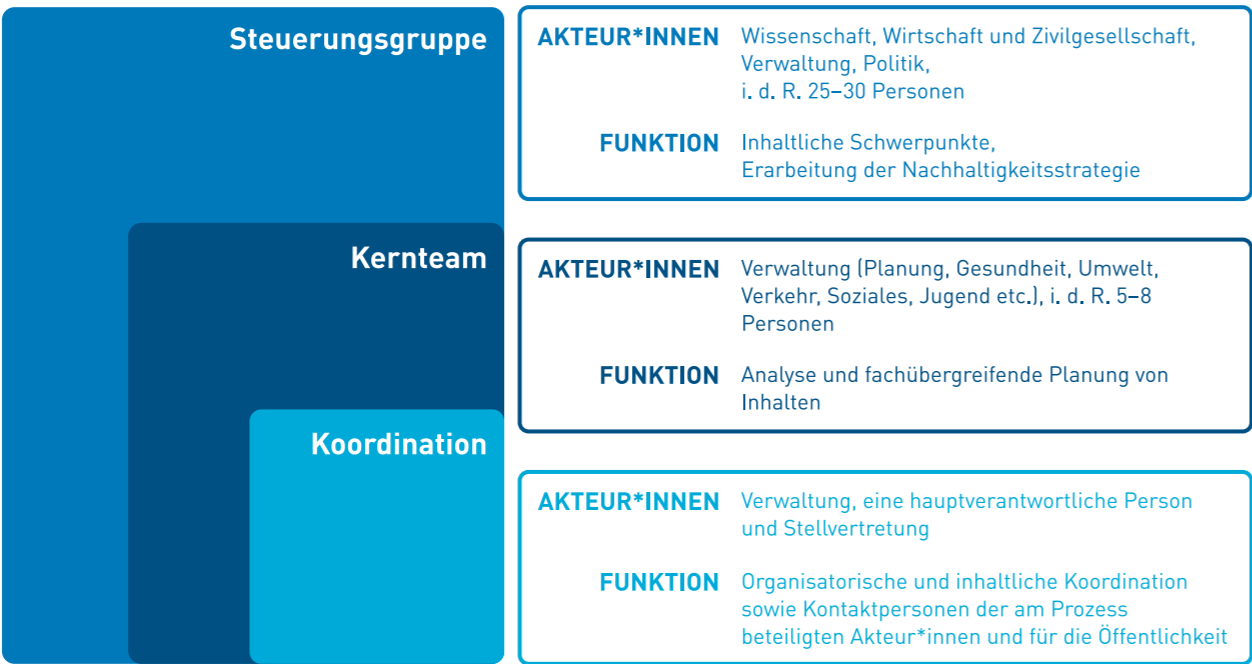 Steuerungsgruppe
AKTEUR*INNEN Wissenschaft, Wirtschaft und Zivilgesellschaft,
Verwaltung, Politik,
i. d. R. 25–30 Personen
FUNKTION Inhaltliche Schwerpunkte,
Erarbeitung der Nachhaltigkeitsstrategie
Kernteam
AKTEUR*INNEN Verwaltung (Planung, Gesundheit, Umwelt,
Verkehr, Soziales, Jugend etc.), i. d. R. 5–8
Personen
FUNKTION Analyse und fachübergreifende Planung von
Inhalten
Koordination
AKTEUR*INNEN Verwaltung, eine hauptverantwortliche Person
und Stellvertretung
FUNKTION Organisatorische und inhaltliche Koordination
sowie Kontaktpersonen der am Prozess
beteiligten Akteur*innen und für die Öffentlichkeit